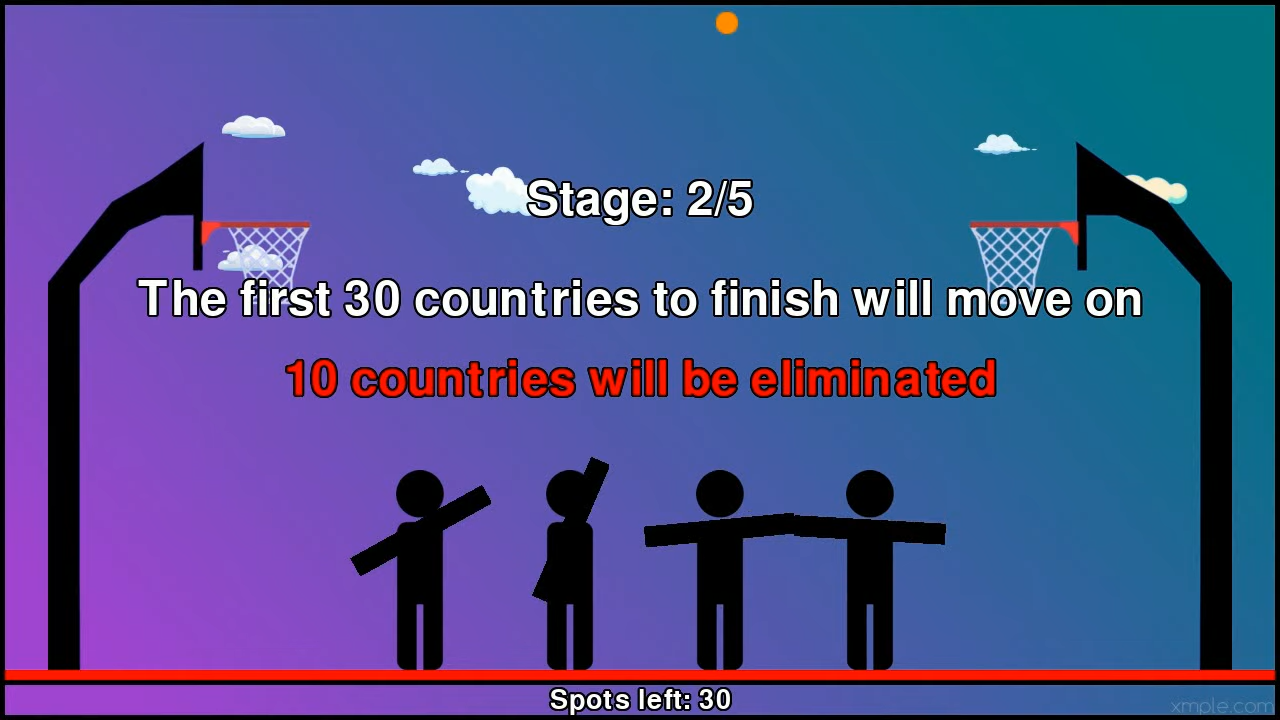 Stage: 2/5
The first 30 countries to finish will move on
10 countries will be eliminated
Spots left: 30
xmple.com